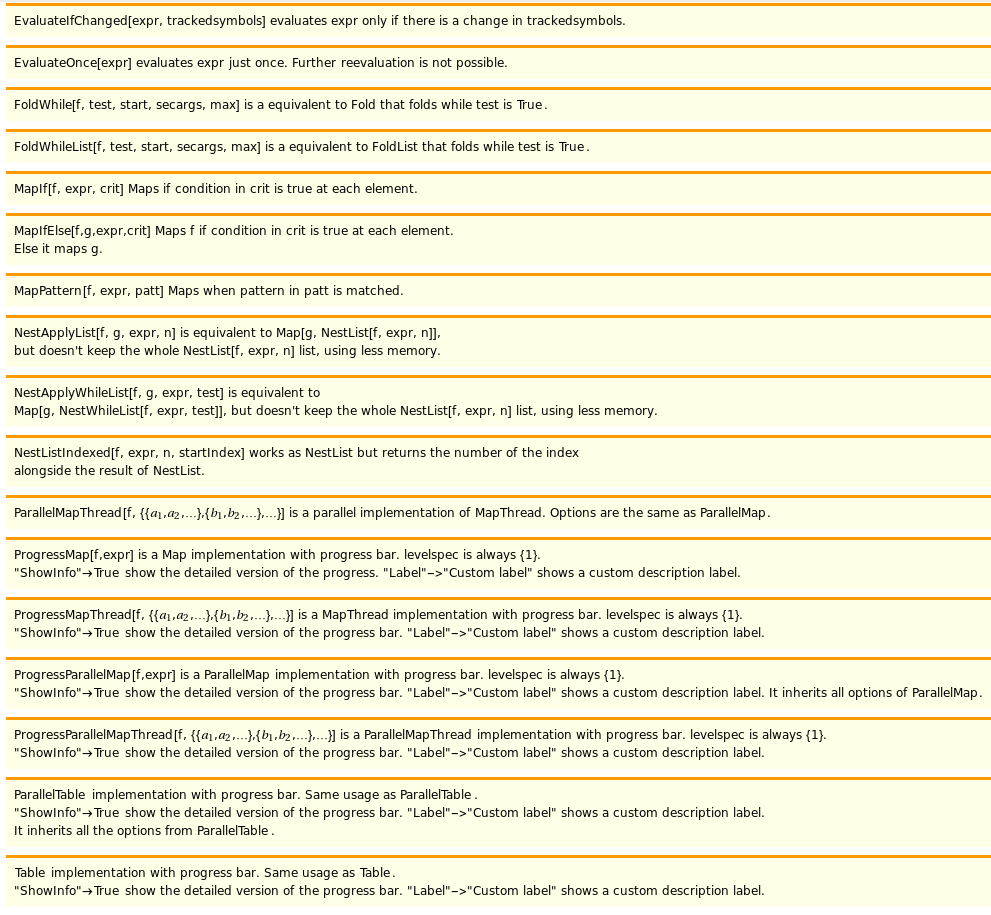 EvaluateIfChanged[expr, trackedsymbols] evaluates expr only if there is a change in trackedsymbols.
EvaluateOnce[expr] evaluates expr just once. Further reevaluation is not possible.
FoldWhile[f, test, start, secargs, max] is a equivalent to Fold that folds while test is True.
FoldWhileList[f, test, start, secargs, max] is a equivalent to FoldList that folds while test is True.
MapIf[f, expr, crit] Maps if condition in crit is true at each element.
MapIfElse[f,g,expr,crit] Maps f if condition in crit is true at each element.
Else it maps g.
MapPattern[f, expr, patt] Maps when pattern in patt is matched.
NestApplyList[f, g, expr, n] is equivalent to Map[g, NestList[f, expr, n]],
but doesn't keep the whole NestList[f, expr, n] list, using less memory.
NestApplyWhileList[f, g, expr, test] is equivalent to
Map[g, NestWhileList[f, expr, test]], but doesn't keep the whole NestList[f, expr, n] list, using less memory.
NestListIndexed[f, expr, n, startIndex] works as NestList but returns the number of the index
alongside the result of NestList.
ParallelMapThread[f, {{a₁,a₂,…},{b₁,b₂,…},…}] is a parallel implementation of MapThread. Options are the same as ParallelMap.
ProgressMap[f,expr] is a Map implementation with progress bar. levelspec is always {1}.
"ShowInfo"→True show the detailed version of the progress. "Label"–>"Custom label" shows a custom description label.
ProgressMapThread[f, {{a₁,a₂,…},{b₁,b₂,…},…}] is a MapThread implementation with progress bar. levelspec is always {1}.
"ShowInfo"→True show the detailed version of the progress bar. "Label"–>"Custom label" shows a custom description label.
ProgressParallelMap[f,expr] is a ParallelMap implementation with progress bar. levelspec is always {1}.
"ShowInfo"→True show the detailed version of the progress bar. "Label"–>"Custom label" shows a custom description label. It inherits all options of ParallelMap.
ProgressParallelMapThread[f, {{a₁,a₂,…},{b₁,b₂,…},…}] is a ParallelMapThread implementation with progress bar. levelspec is always {1}.
"ShowInfo"→True show the detailed version of the progress bar. "Label"–>"Custom label" shows a custom description label.
ParallelTable implementation with progress bar. Same usage as ParallelTable.
"ShowInfo"→True show the detailed version of the progress bar. "Label"–>"Custom label" shows a custom description label.
It inherits all the options from ParallelTable.
Table implementation with progress bar. Same usage as Table.
"ShowInfo"→True show the detailed version of the progress bar. "Label"–>"Custom label" shows a custom description label.